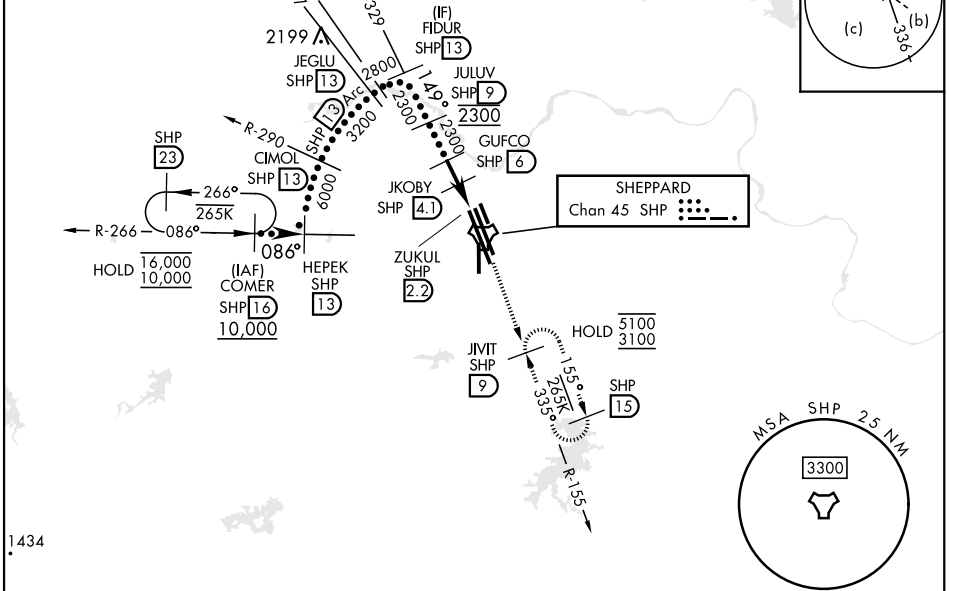 329
(IF)
FIDUR
SHP 13
2199
JEGLU
SHP 13
2800
149°
JULUV
SHP 9
2300
(c)
(b)
336
SHP 13 Arc
3200
2300
2300
R-290
GUFCO
SHP 6
SHP
23
CIMOL
SHP 13
6000
266°
265K
JKOBY
SHP 4.1
SHEPPARD
Chan 45 SHP
R-266
086°
086°
HOLD 16,000
10,000
(IAF)
COMER
SHP 16
10,000
HEPEK
SHP
13
ZUKUL
SHP
2.2
HOLD 5100
3100
JIVIT
SHP
9
155°
265K
335°
SHP
15
R-155
MSA SHP 25 NM
3300
1434